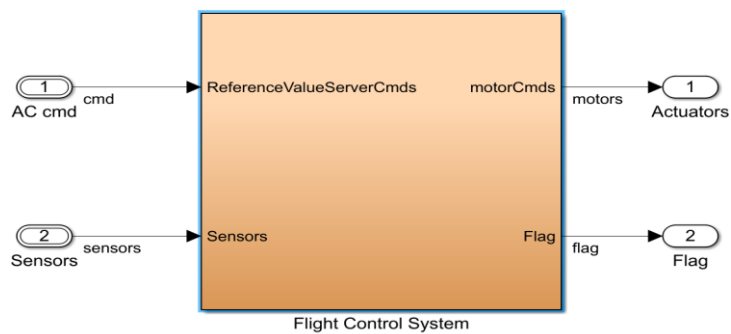 1
cmd
AC cmd
ReferenceValueServerCmds
motorCmds
motors
1
Actuators
2
sensors
Sensors
Sensors
Flag
flag
2
Flag
Flight Control System